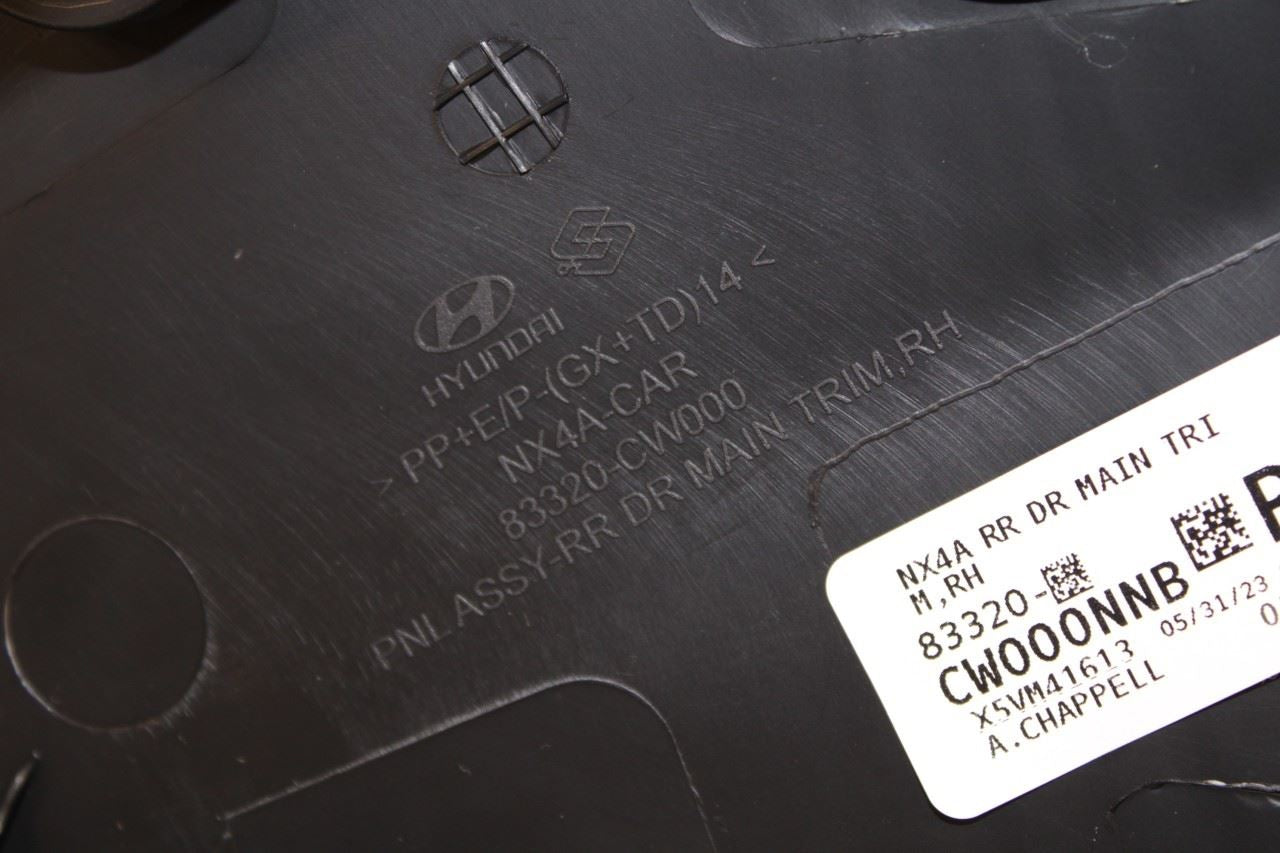 HYUNDAI
>PP+E/P-(GX+TD)14<
NX4A-CAR
83320-CW000
PNL ASSY-RR DR MAIN TRIM,RH
NX4A RR DR MAIN TRI
M,RH
83320-
CW000NNB
X5VM41613 05/31/23
A.CHAPPELL